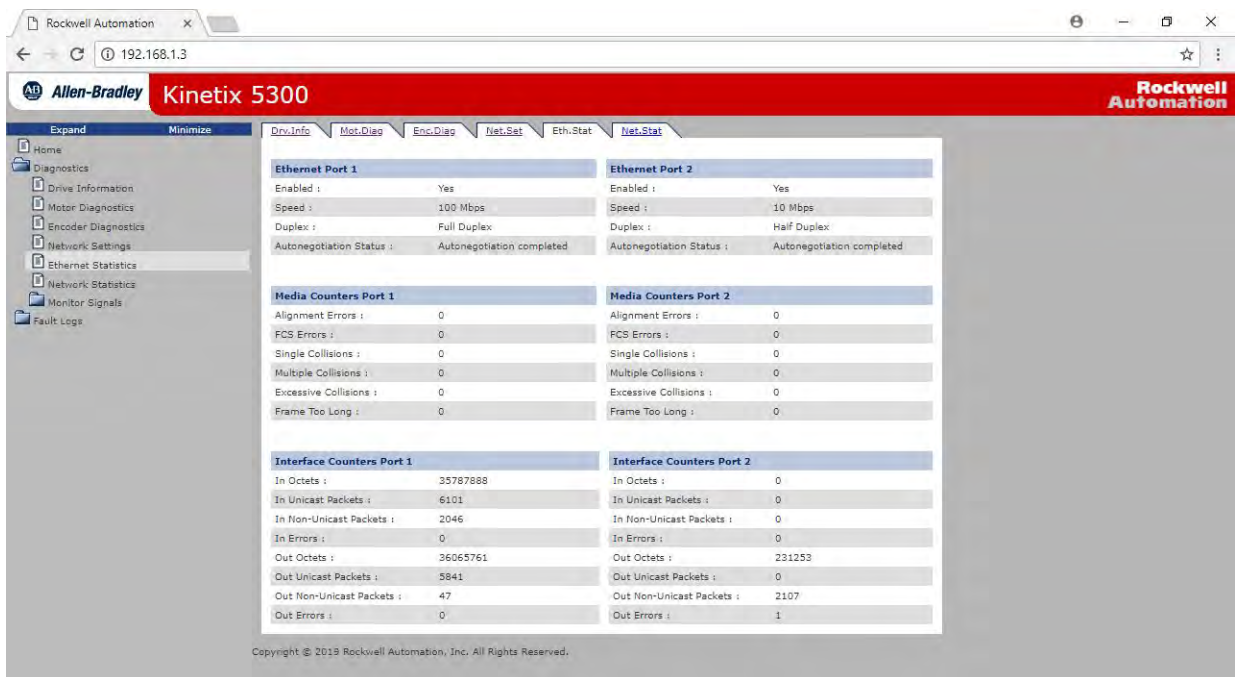 Rockwell Automation
192.168.1.3
AB Allen-Bradley Kinetix 5300 Rockwell Automation
Expand Minimize
Home
Diagnostics
Drive Information
Motor Diagnostics
Encoder Diagnostics
Network Settings
Ethernet Statistics
Network Statistics
Monitor Signals
Fault Logs
Drv.Info Mot.Diag Enc.Diag Net.Set Eth.Stat Net.Stat
Ethernet Port 1 Ethernet Port 2
Enabled : Yes Enabled : Yes
Speed : 100 Mbps Speed : 10 Mbps
Duplex : Full Duplex Duplex : Half Duplex
Autonegotiation Status : Autonegotiation completed Autonegotiation Status : Autonegotiation completed
Media Counters Port 1 Media Counters Port 2
Alignment Errors : 0 Alignment Errors : 0
FCS Errors : 0 FCS Errors : 0
Single Collisions : 0 Single Collisions : 0
Multiple Collisions : 0 Multiple Collisions : 0
Excessive Collisions : 0 Excessive Collisions : 0
Frame Too Long : 0 Frame Too Long : 0
Interface Counters Port 1 Interface Counters Port 2
In Octets : 35787888 In Octets : 0
In Unicast Packets : 6101 In Unicast Packets : 0
In Non-Unicast Packets : 2046 In Non-Unicast Packets : 0
In Errors : 0 In Errors : 0
Out Octets : 36065761 Out Octets : 231253
Out Unicast Packets : 5841 Out Unicast Packets : 0
Out Non-Unicast Packets : 47 Out Non-Unicast Packets : 2107
Out Errors : 0 Out Errors : 1
Copyright © 2019 Rockwell Automation, Inc. All Rights Reserved.